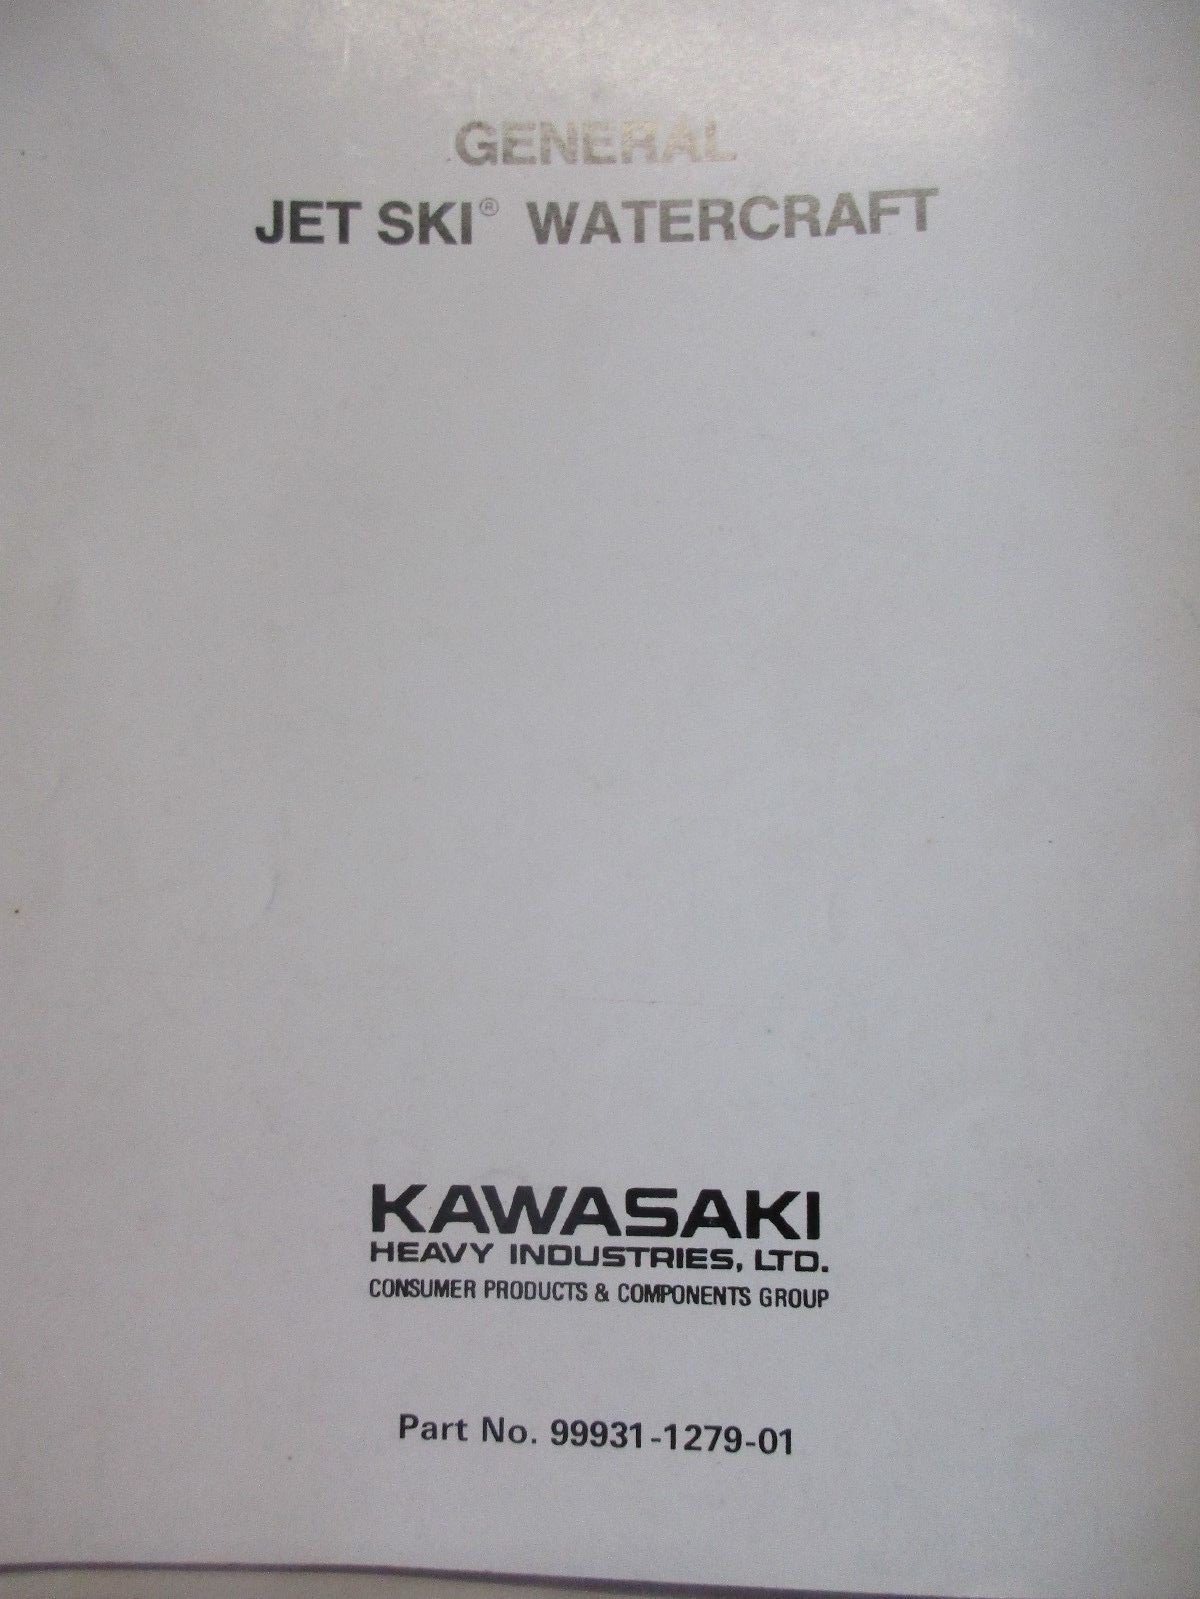 GENERAL
JET SKI® WATERCRAFT
KAWASAKI
HEAVY INDUSTRIES, LTD.
CONSUMER PRODUCTS & COMPONENTS GROUP
Part No. 99931-1279-01